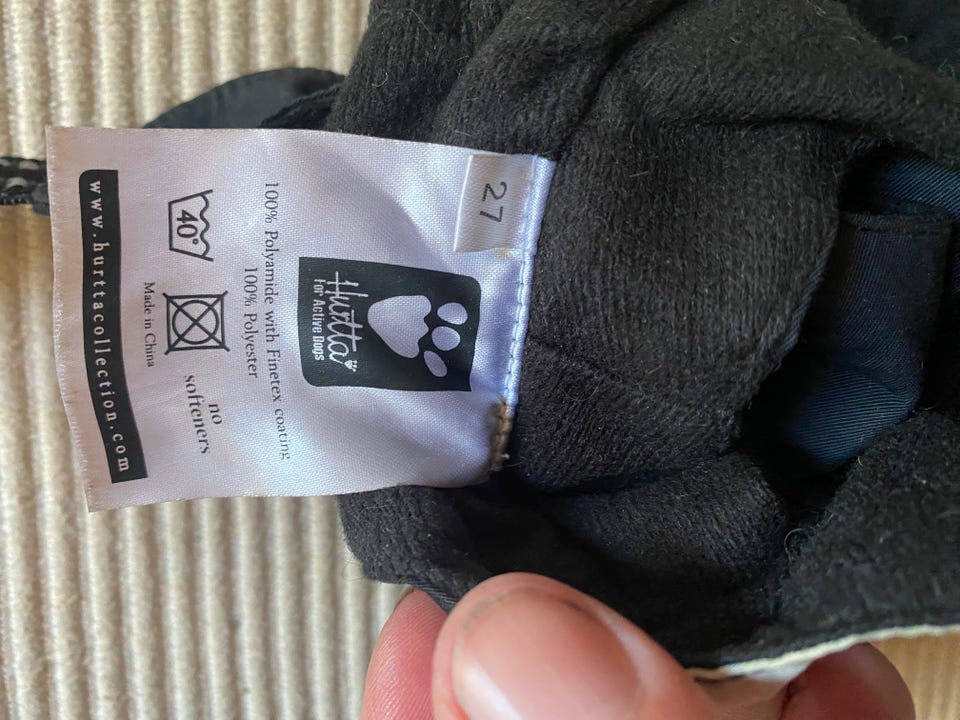 27
Hurtta
For Active Dogs
100% Polyamide with Finetex coating
100% Polyester
40°
no
softeners
Made in China
www.hurttacollection.com